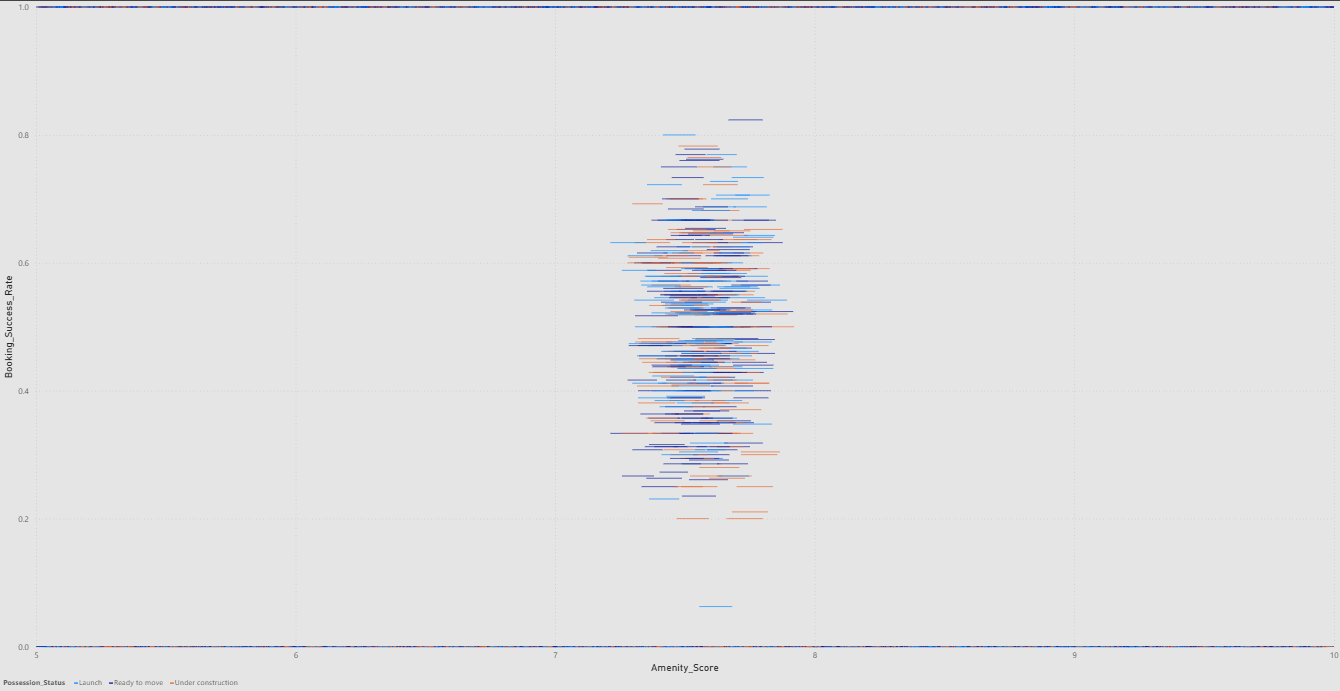 1.0
0.8
0.6
0.4
0.2
0.0
Booking_Success_Rate
5 6 7 8 9 10
Amenity_Score
Possession_Status Launch Ready to move Under construction